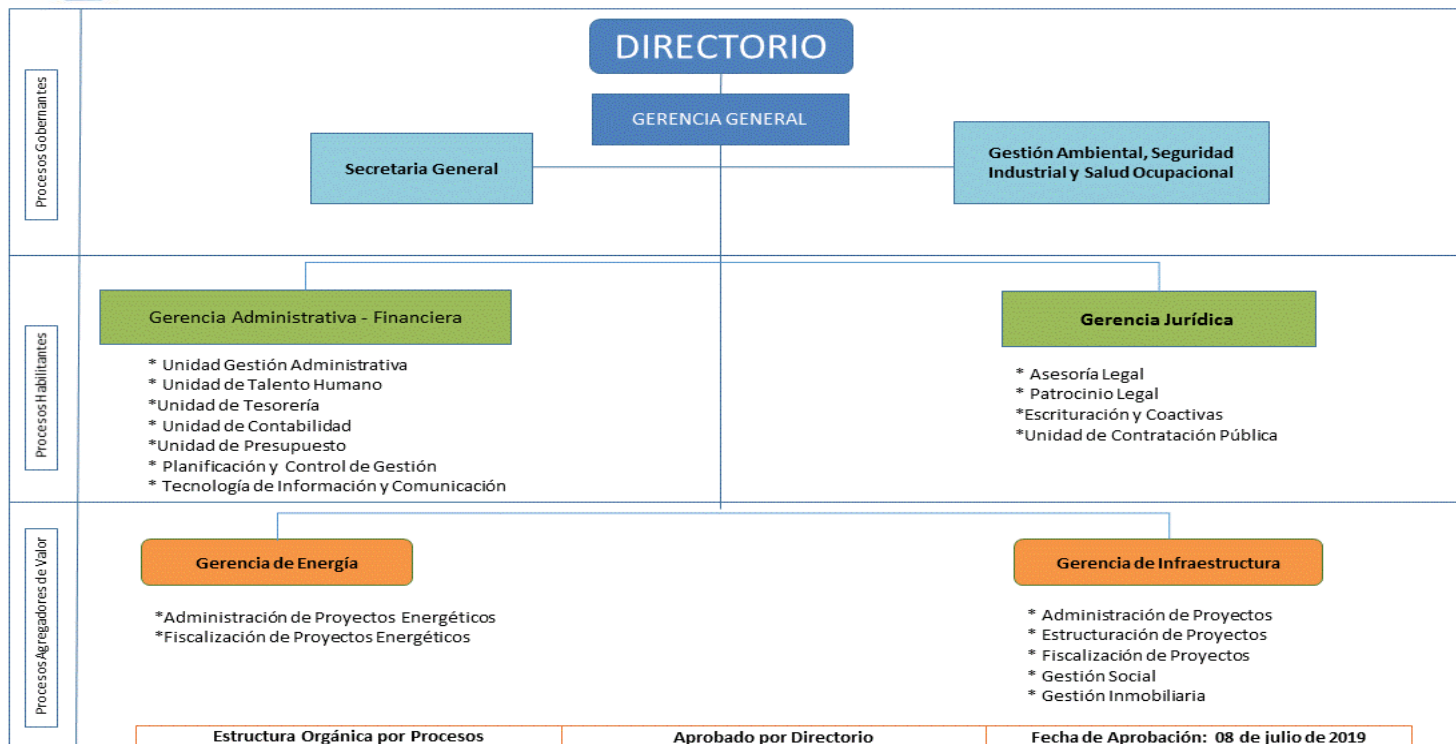 DIRECTORIO
GERENCIA GENERAL
Procesos Gobernantes
Secretaria General
Gestión Ambiental, Seguridad
Industrial y Salud Ocupacional
Procesos Habilitantes
Gerencia Administrativa - Financiera
* Unidad Gestión Administrativa
* Unidad de Talento Humano
*Unidad de Tesorería
* Unidad de Contabilidad
*Unidad de Presupuesto
* Planificación y Control de Gestión
* Tecnología de Información y Comunicación
Gerencia Jurídica
* Asesoría Legal
* Patrocinio Legal
*Escrituración y Coactivas
*Unidad de Contratación Pública
Procesos Agregadores de Valor
Gerencia de Energía
*Administración de Proyectos Energéticos
*Fiscalización de Proyectos Energéticos
Gerencia de Infraestructura
* Administración de Proyectos
* Estructuración de Proyectos
* Fiscalización de Proyectos
* Gestión Social
* Gestión Inmobiliaria
Estructura Orgánica por Procesos
Aprobado por Directorio
Fecha de Aprobación: 08 de julio de 2019